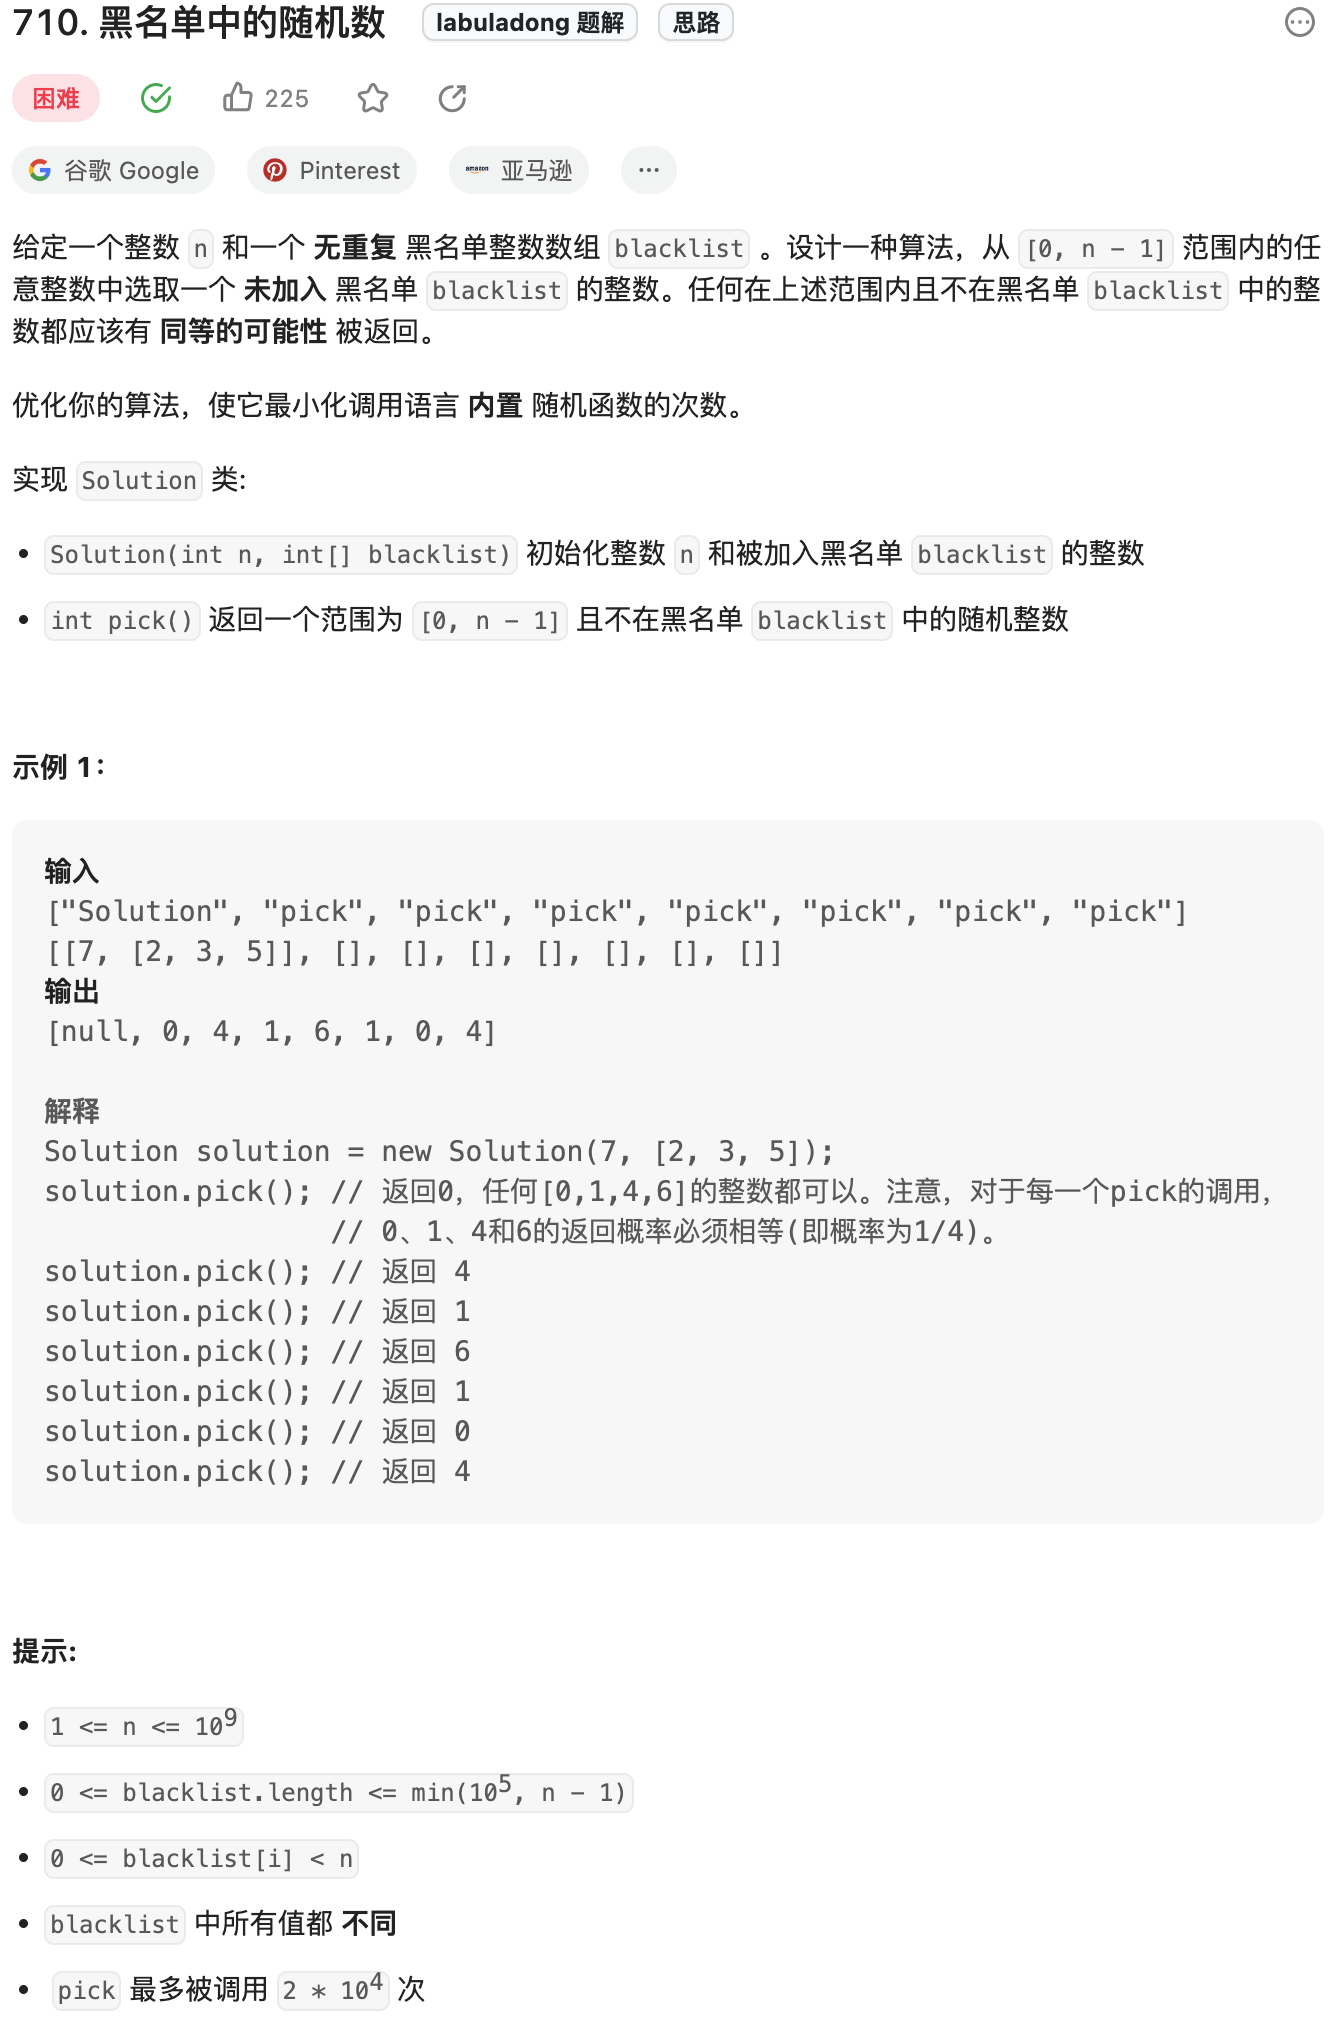 710. 黑名单中的随机数 labuladong 题解 思路
困难 225
谷歌 Google Pinterest amazon 亚马逊 ···
给定一个整数 n 和一个 无重复 黑名单整数数组 blacklist 。设计一种算法，从 [0, n - 1] 范围内的任
意整数中选取一个 未加入 黑名单 blacklist 的整数。任何在上述范围内且不在黑名单 blacklist 中的整
数都应该有 同等的可能性 被返回。
优化你的算法，使它最小化调用语言 内置 随机函数的次数。
实现 Solution 类:
• Solution(int n, int[] blacklist) 初始化整数 n 和被加入黑名单 blacklist 的整数
• int pick() 返回一个范围为 [0, n - 1] 且不在黑名单 blacklist 中的随机整数
示例 1：
输入
["Solution", "pick", "pick", "pick", "pick", "pick", "pick", "pick"]
[[7, [2, 3, 5]], [], [], [], [], [], [], []]
输出
[null, 0, 4, 1, 6, 1, 0, 4]
解释
Solution solution = new Solution(7, [2, 3, 5]);
solution.pick(); // 返回0，任何[0,1,4,6]的整数都可以。注意，对于每一个pick的调用，
// 0、1、4和6的返回概率必须相等(即概率为1/4)。
solution.pick(); // 返回 4
solution.pick(); // 返回 1
solution.pick(); // 返回 6
solution.pick(); // 返回 1
solution.pick(); // 返回 0
solution.pick(); // 返回 4
提示:
• 1 <= n <= 10⁹
• 0 <= blacklist.length <= min(10⁵, n - 1)
• 0 <= blacklist[i] < n
• blacklist 中所有值都 不同
• pick 最多被调用 2 * 10⁴ 次